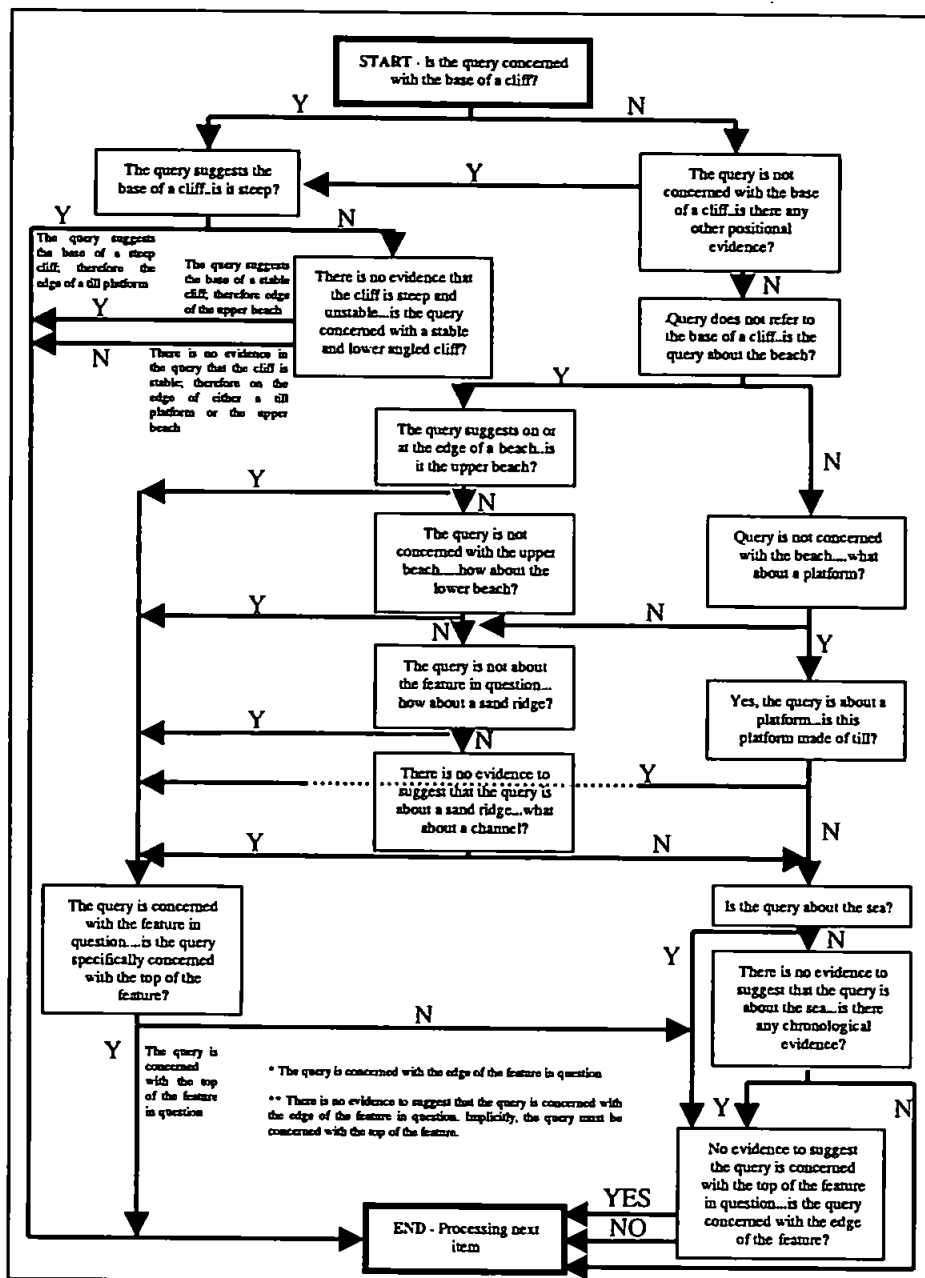 START - Is the query concerned
with the base of a cliff?
Y
N
The query suggests the
base of a cliff...is is steep?
Y
The query is not
concerned with the base
of a cliff...is there any
other positional
evidence?
Y
N
The query suggests
the base of a steep
cliff; therefore the
edge of a till platform
The query suggests
the base of a stable
cliff; therefore edge
of the upper beach
There is no evidence that
the cliff is steep and
unstable....is the query
concerned with a stable
and lower angled cliff?
N
Y
N
Query does not refer to
the base of a cliff...is the
query about the beach?
There is no evidence in
the query that the cliff is
stable; therefore on the
edge of either a till
platform or the upper
beach
Y
N
The query suggests on or
at the edge of a beach...is
it the upper beach?
Y
N
The query is not
concerned with the upper
beach.....how about the
lower beach?
Query is not concerned
with the beach....what
about a platform?
Y
N
N
Y
The query is not about
the feature in question....
how about a sand ridge?
Yes, the query is about a
platform...is this
platform made of till?
Y
N
There is no evidence to
suggest that the query is
about a sand ridge....what
about a channel?
Y
N
Y
N
The query is concerned
with the feature in
question....is the query
specifically concerned
with the top of the
feature?
Is the query about the sea?
Y
N
There is no evidence to
suggest that the query is
about the sea...is there
any chronological
evidence?
N
Y
The query is
concerned
with the top
of the feature
in question
* The query is concerned with the edge of the feature in question
** There is no evidence to suggest that the query is concerned with
the edge of the feature in question. Implicitly, the query must be
concerned with the top of the feature.
Y
N
No evidence to suggest
the query is concerned
with the top of the feature
in question....is the query
concerned with the edge
of the feature?
YES
NO
END - Processing next
item